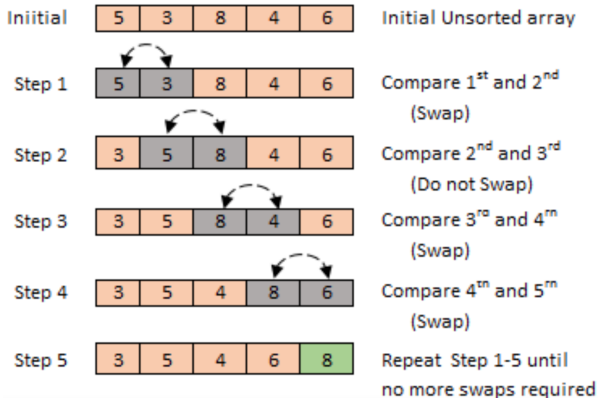 Iniitial 5 3 8 4 6 Initial Unsorted array
Step 1 5 3 8 4 6 Compare 1st and 2nd
(Swap)
Step 2 3 5 8 4 6 Compare 2nd and 3rd
(Do not Swap)
Step 3 3 5 8 4 6 Compare 3rd and 4th
(Swap)
Step 4 3 5 4 8 6 Compare 4th and 5th
(Swap)
Step 5 3 5 4 6 8 Repeat Step 1-5 until
no more swaps required